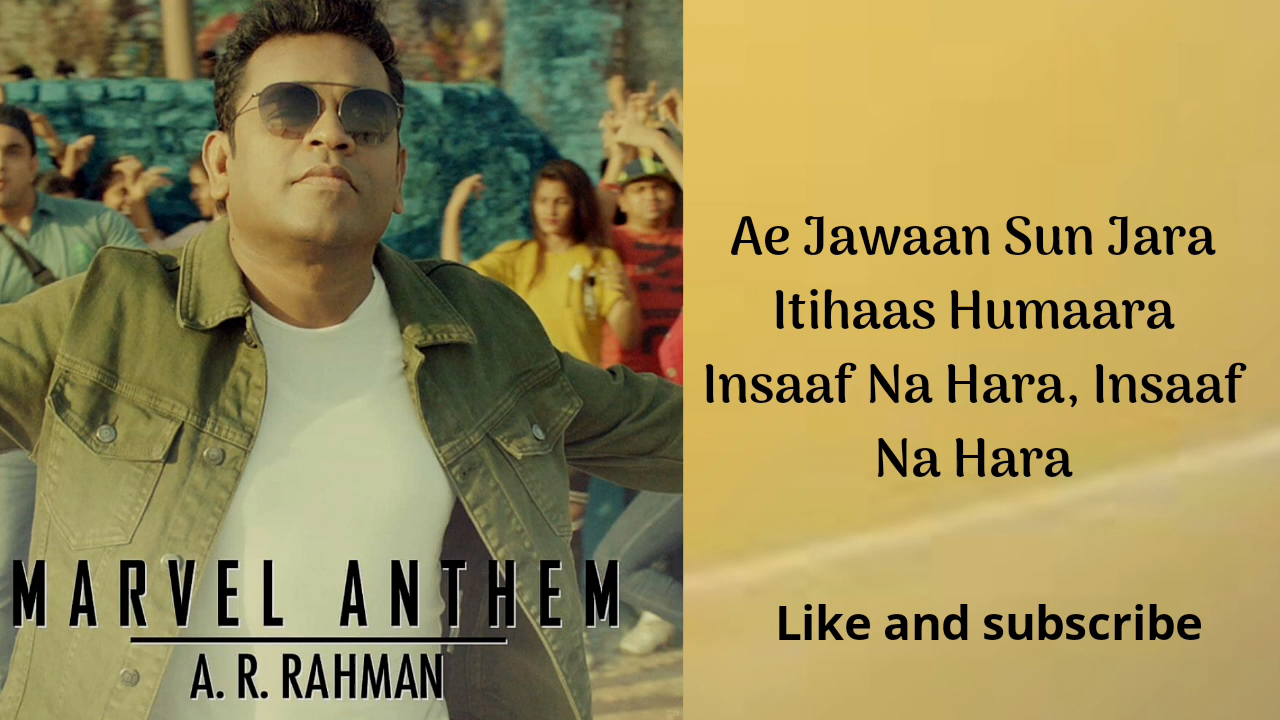 MARVEL ANTHEM
A. R. RAHMAN
Ae Jawaan Sun Jara
Itihaas Humaara
Insaaf Na Hara, Insaaf
Na Hara
Like and subscribe